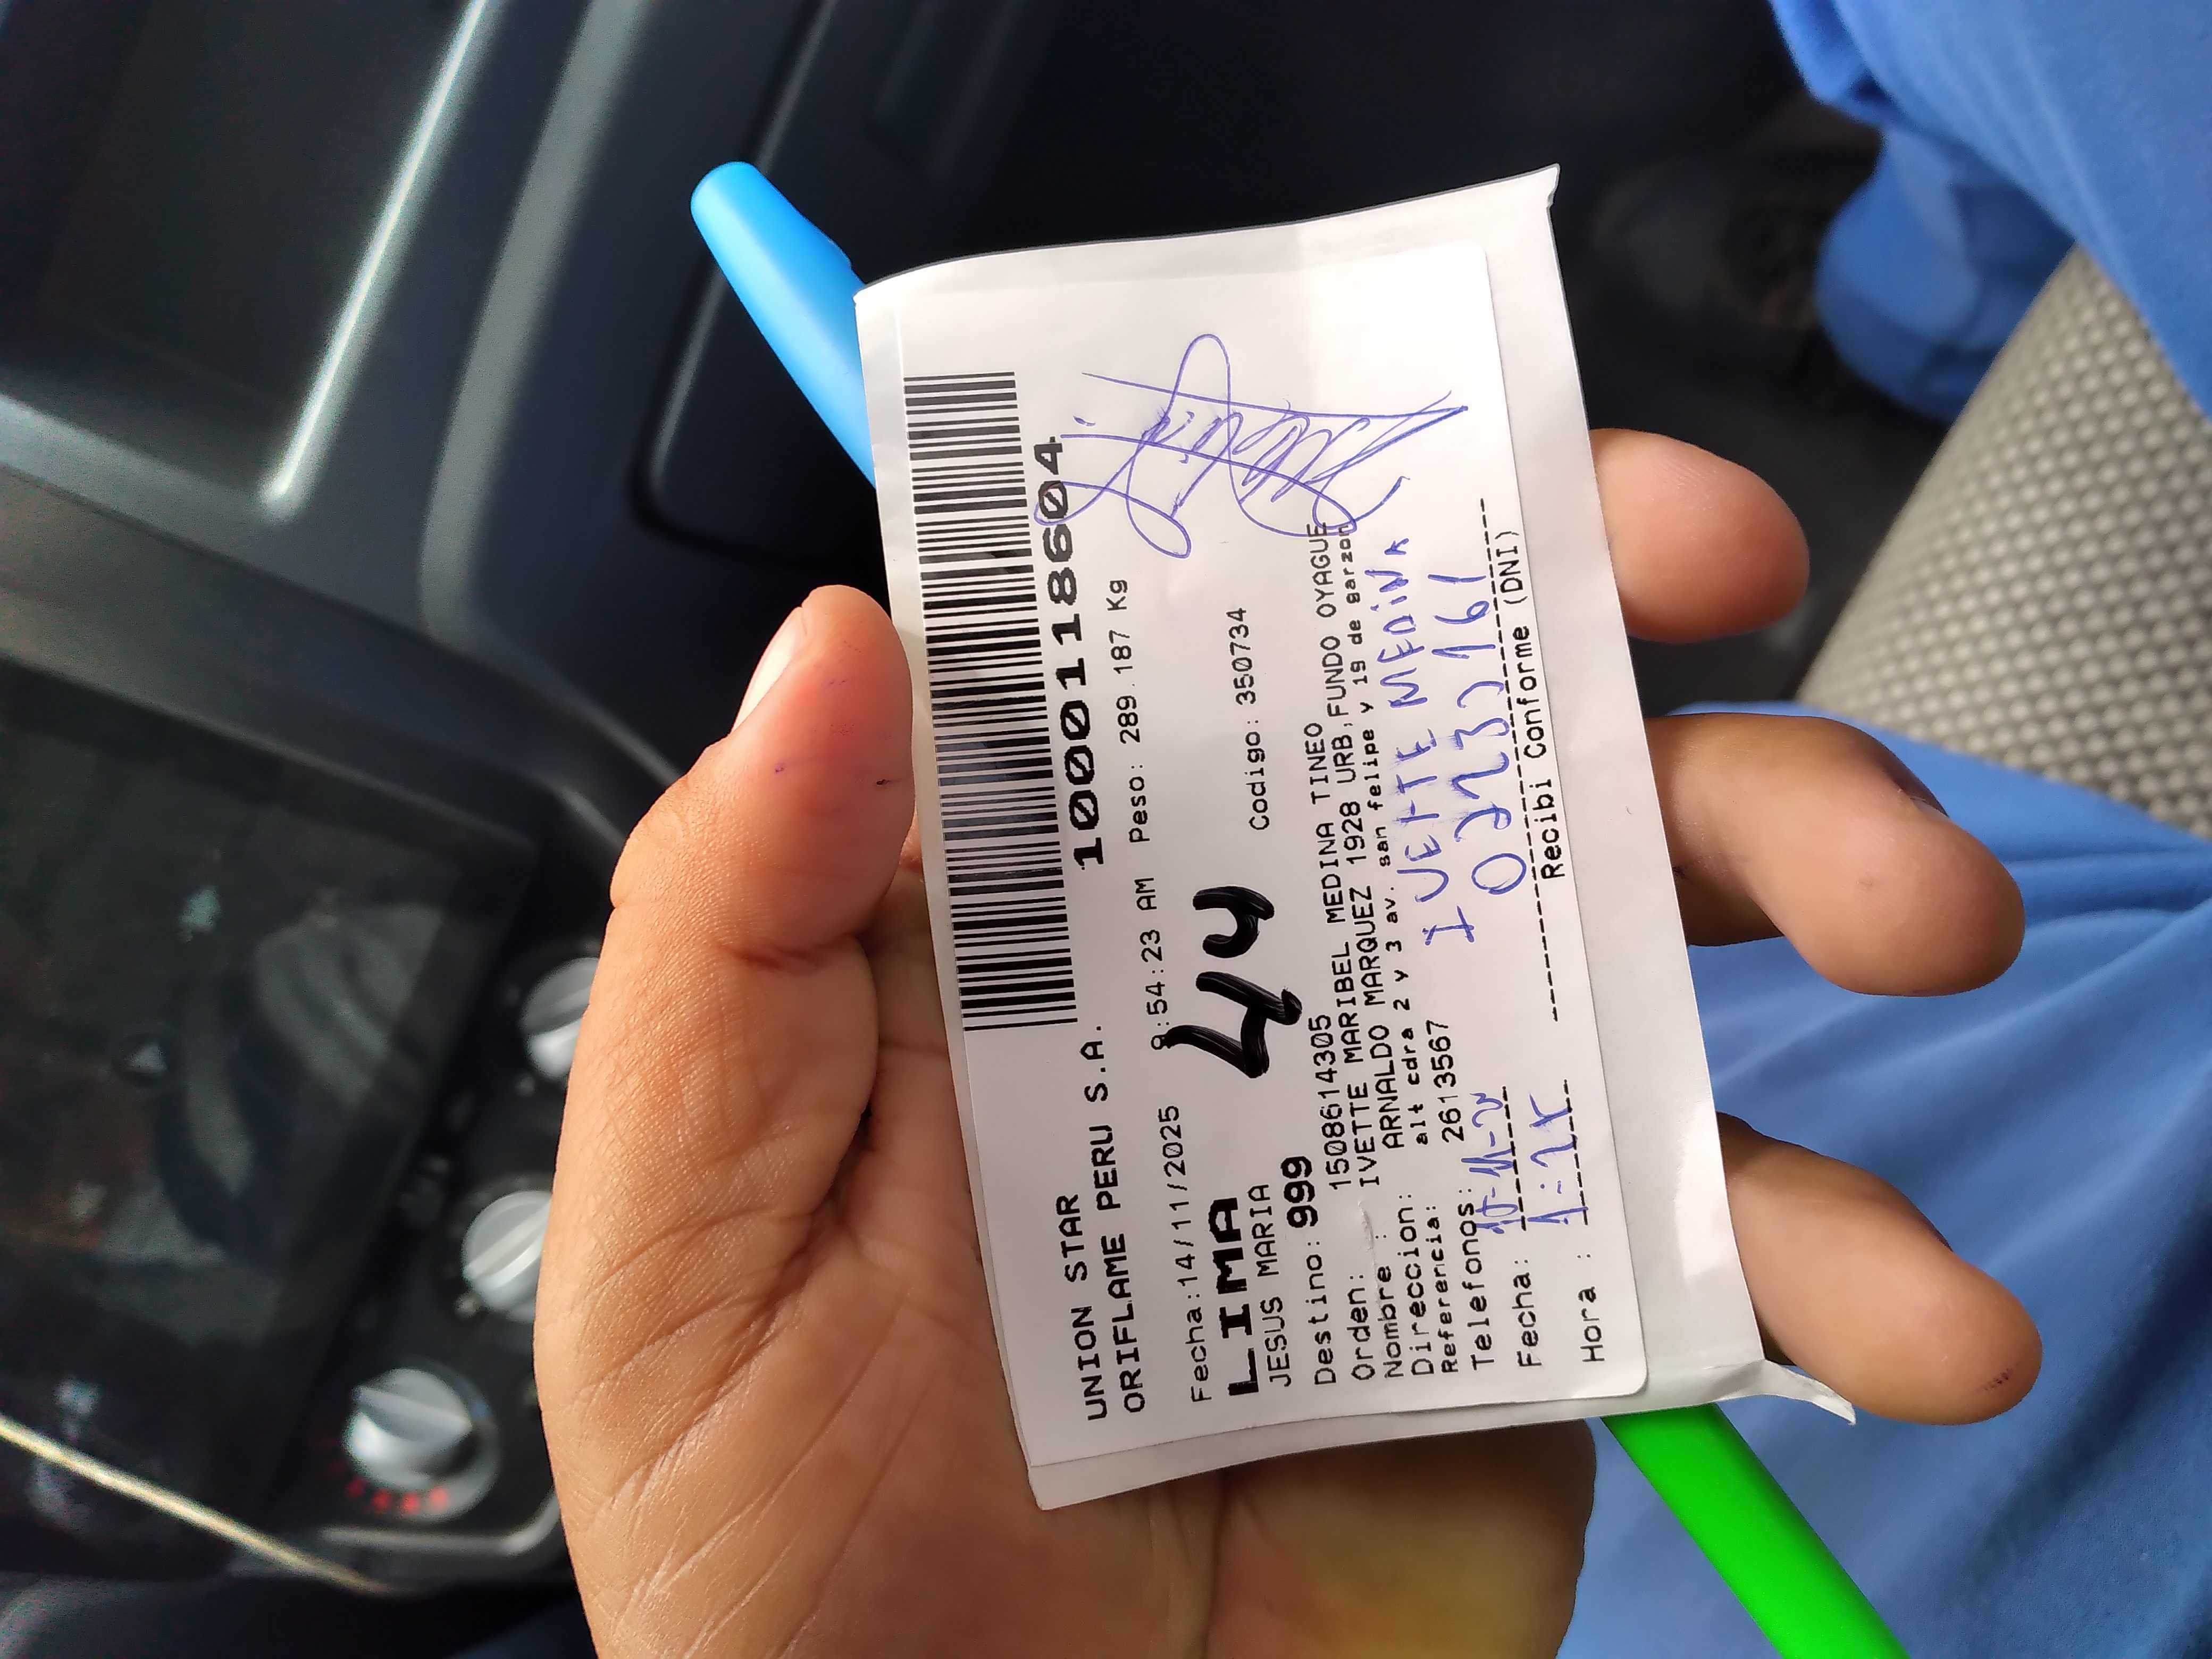 UNION STAR
ORIFLAME PERU S.A. 1000118604
Fecha:14/11/2025 9:54:23 AM Peso: 289.187 Kg
LIMA 44
JESUS MARIA Codigo: 350734
Destino: 999
Orden: 1508614305
Nombre : IVETTE MARIBEL MEDINA TINEO
Direccion: ARNALDO MARQUEZ 1928 URB,FUNDO OYAGUE
Referencia: alt cdra 2 y 3 av. san felipe y 19 de garzon
Telefonos: 2613567
IVETTE MEDINA
Fecha:
Hora :
Recibi Conforme (DNI)